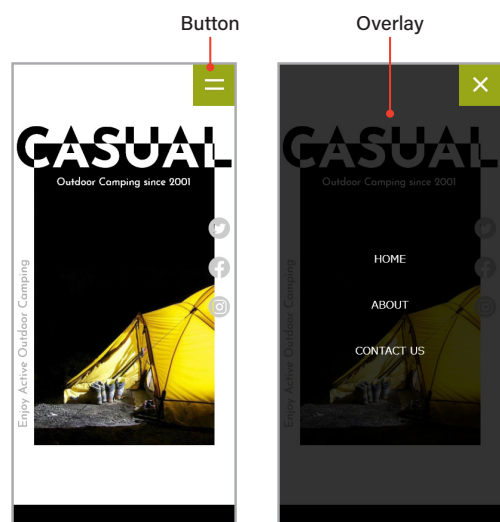 Button
Overlay
CASUAL
Outdoor Camping since 2001
Enjoy Active Outdoor Camping
CASUAL
Outdoor Camping since 2001
Enjoy Active Outdoor Camping
HOME
ABOUT
CONTACT US